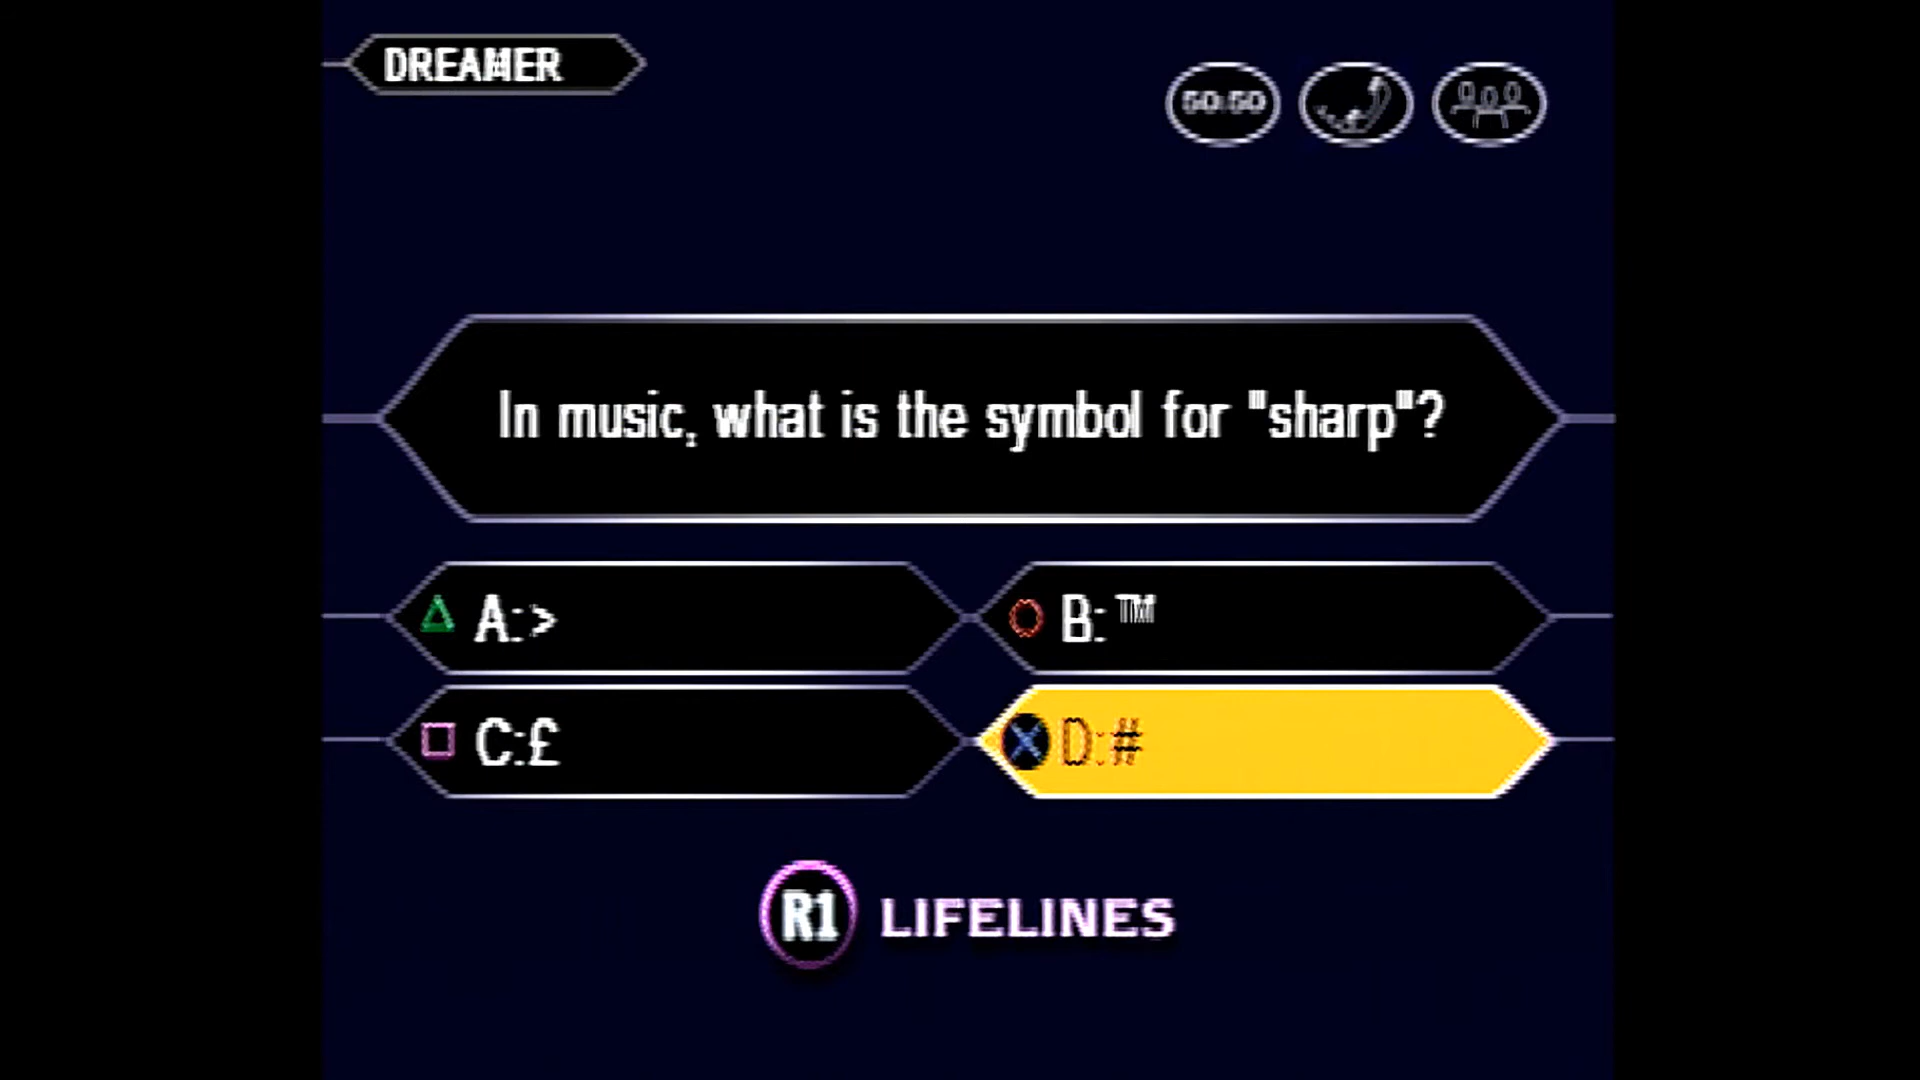 DREAMER
50:50
In music, what is the symbol for "sharp"?
A:>
B:™
C:£
D:#
R1 LIFELINES